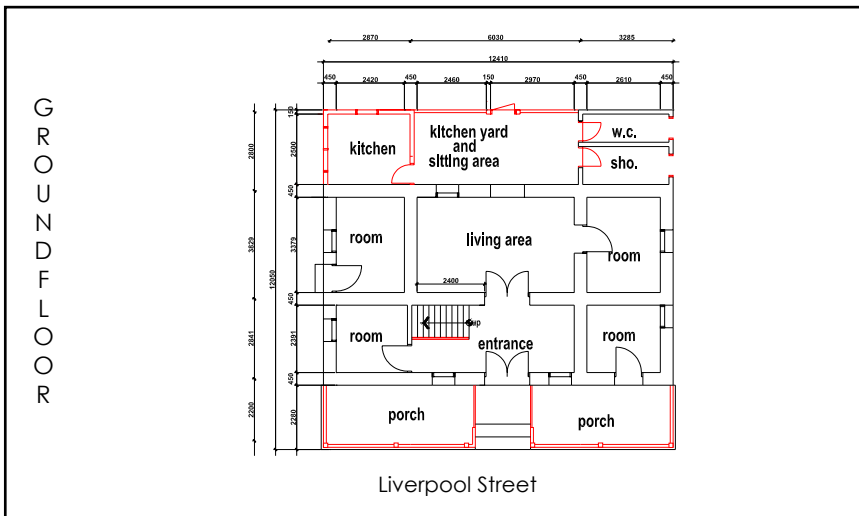 2870 6030 3285
12410
450 2420 450 2460 150 2970 450 2610 450
GROUND FLOOR
150
2800
2500
450
3829
3379
12050
450
2841
2391
450
2200
2280
kitchen
kitchen yard
and
sitting area
w.c.
sho.
room
living area
room
2400
room
up
entrance
room
porch
porch
Liverpool Street